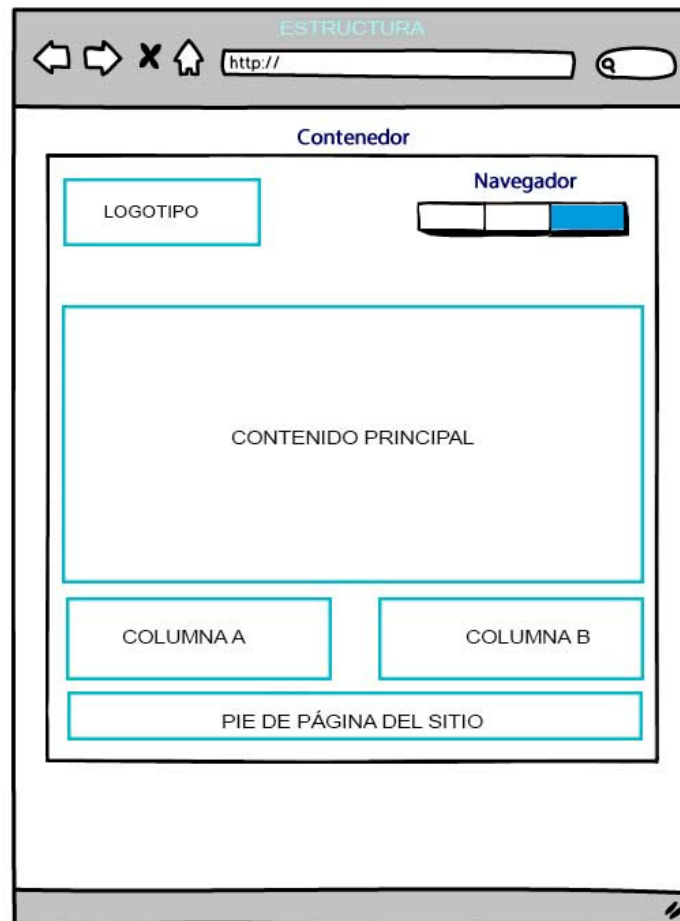 ESTRUCTURA
http://
Contenedor
Navegador
LOGOTIPO
CONTENIDO PRINCIPAL
COLUMNA A
COLUMNA B
PIE DE PÁGINA DEL SITIO